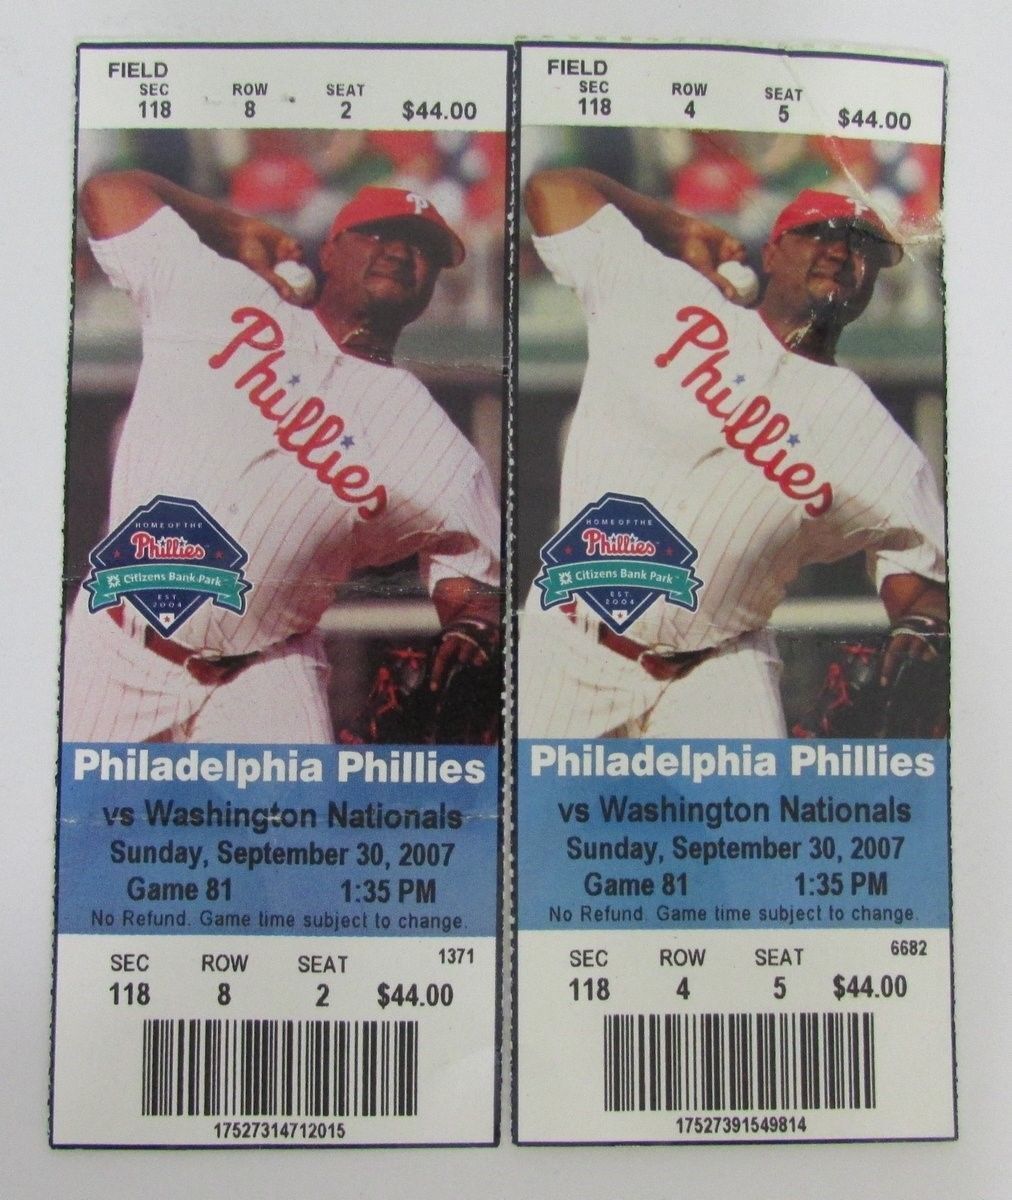 FIELD
SEC ROW SEAT
118 8 2 $44.00
P
Phillies
HOME OF THE
Phillies
Citizens Bank Park
EST.
2004
Philadelphia Phillies
vs Washington Nationals
Sunday, September 30, 2007
Game 81 1:35 PM
No Refund. Game time subject to change.
1371
SEC ROW SEAT
118 8 2 $44.00
17527314712015
FIELD
SEC ROW SEAT
118 4 5 $44.00
P
Phillies
HOME OF THE
Phillies
Citizens Bank Park
EST.
2004
Philadelphia Phillies
vs Washington Nationals
Sunday, September 30, 2007
Game 81 1:35 PM
No Refund. Game time subject to change.
6682
SEC ROW SEAT
118 4 5 $44.00
17527391549814